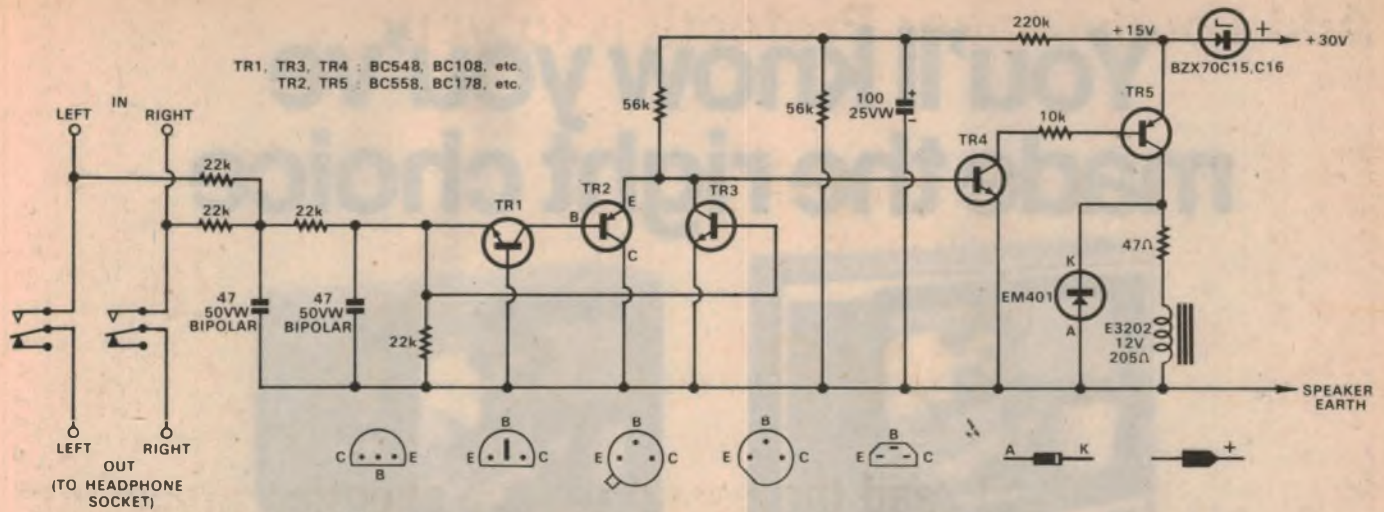 TR1, TR3, TR4 : BC548, BC108, etc.
TR2, TR5 : BC558, BC178, etc.
220k
+15V
+
+30V
BZX70C15,C16
IN
LEFT
RIGHT
56k
56k
100
25VW
+
-
10k
TR5
TR4
22k
22k
22k
TR1
TR2
TR3
B
E
C
47Ω
47
50VW
BIPOLAR
47
50VW
BIPOLAR
22k
K
EM401
A
E3202
12V
205Ω
SPEAKER
EARTH
LEFT
RIGHT
OUT
(TO HEADPHONE
SOCKET)
C
B
E
B
E
C
B
E
C
B
E
C
B
E
C
A
K
+